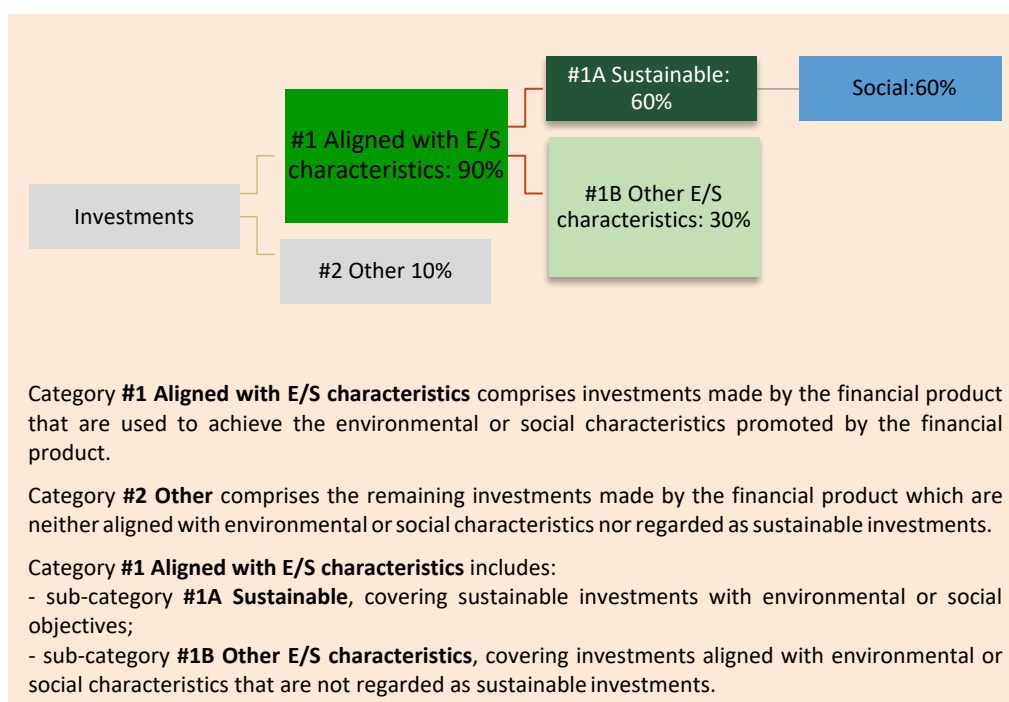 #1A Sustainable:
60%
Social:60%
#1 Aligned with E/S
characteristics: 90%
#1B Other E/S
characteristics: 30%
Investments
#2 Other 10%
Category #1 Aligned with E/S characteristics comprises investments made by the financial product
that are used to achieve the environmental or social characteristics promoted by the financial
product.
Category #2 Other comprises the remaining investments made by the financial product which are
neither aligned with environmental or social characteristics nor regarded as sustainable investments.
Category #1 Aligned with E/S characteristics includes:
- sub-category #1A Sustainable, covering sustainable investments with environmental or social
objectives;
- sub-category #1B Other E/S characteristics, covering investments aligned with environmental or
social characteristics that are not regarded as sustainable investments.